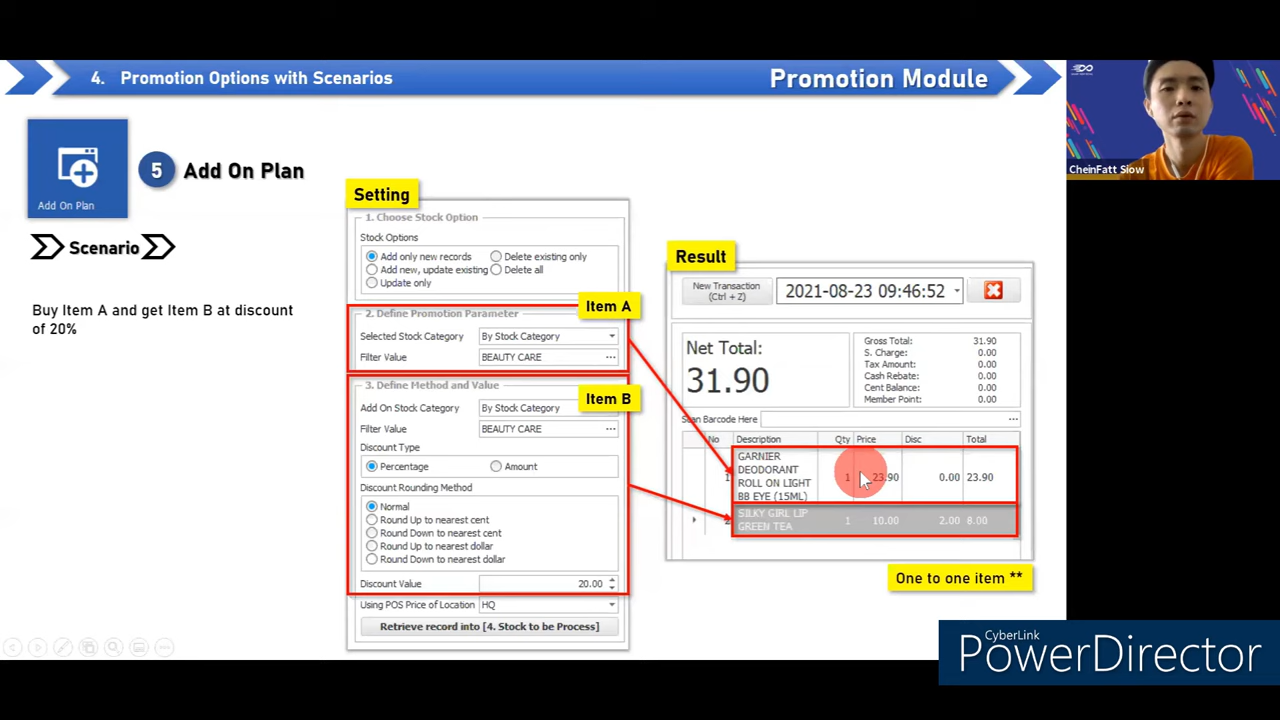 4. Promotion Options with Scenarios
Promotion Module
CheinFatt Siow
Add On Plan
5 Add On Plan
Scenario
Buy Item A and get Item B at discount
of 20%
Setting
1. Choose Stock Option
Stock Options
Add only new records Delete existing only
Add new, update existing Delete all
Update only
Item A
2. Define Promotion Parameter
Selected Stock Category By Stock Category
Filter Value BEAUTY CARE ...
Item B
3. Define Method and Value
Add On Stock Category By Stock Category
Filter Value BEAUTY CARE ...
Discount Type
Percentage Amount
Discount Rounding Method
Normal
Round Up to nearest cent
Round Down to nearest cent
Round Up to nearest dollar
Round Down to nearest dollar
Discount Value 20.00
Using POS Price of Location HQ
Retrieve record into [4. Stock to be Process]
Result
New Transaction
(Ctrl + Z)
2021-08-23 09:46:52
Net Total:
31.90
Gross Total: 31.90
S. Charge: 0.00
Tax Amount: 0.00
Cash Rebate: 0.00
Cent Balance: 0.00
Member Point: 0.00
Scan Barcode Here ...
No Description Qty Price Disc Total
GARNIER
DEODORANT
1 1 23.90 0.00 23.90
ROLL ON LIGHT
BB EYE (15ML)
SILKY GIRL LIP
2 1 10.00 2.00 8.00
GREEN TEA
One to one item **
CyberLink
PowerDirector